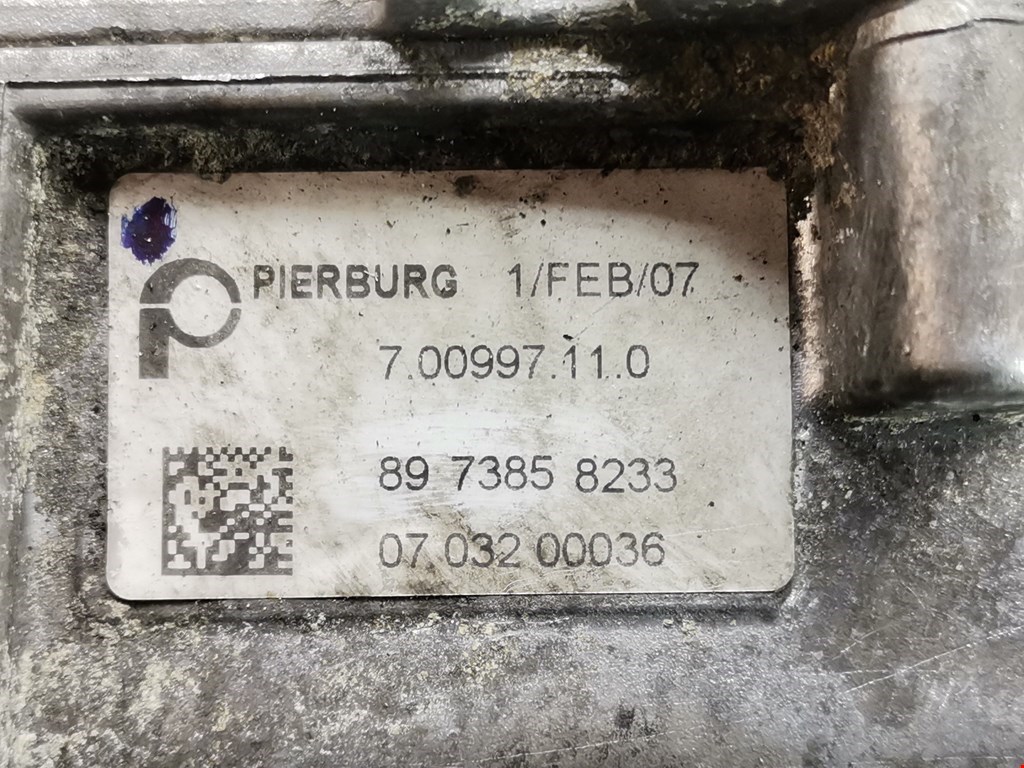 PIERBURG 1/FEB/07
7.00997.11.0
89 7385 8233
07.032 00036